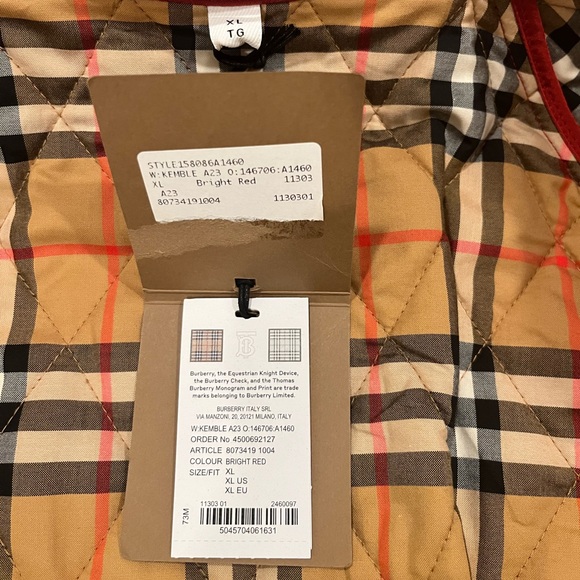 XL
TG
STYLE158086A1460
W:KEMBLE A23 O:146706:A1460
XL Bright Red 11303
A23
80734191004 1130301
Burberry, the Equestrian Knight Device,
the Burberry Check, and the Thomas
Burberry Monogram and Print are trade
marks belonging to Burberry Limited.
BURBERRY ITALY SRL
VIA MANZONI, 20, 20121 MILANO, ITALY
W:KEMBLE A23 O:146706:A1460
ORDER No 4500692127
ARTICLE 8073419 1004
COLOUR BRIGHT RED
SIZE/FIT XL
XL US
XL EU
11303 01 2460097
73M
5045704061631